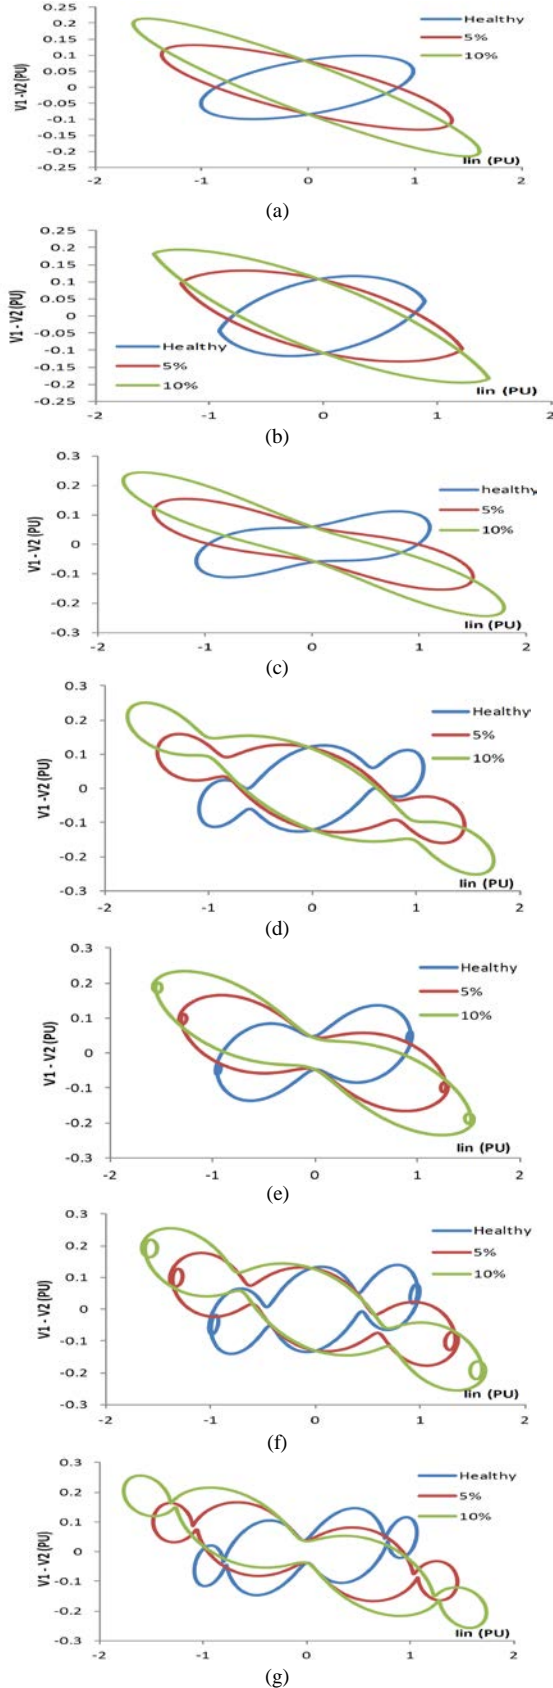 0.25
0.2
0.15
0.1
0.05
0
-0.05
-0.1
-0.15
-0.2
-0.25
V1 -V2 (PU)
Healthy
5%
10%
Iin (PU)
-2 -1 0 1 2
(a)
0.25
0.2
0.15
0.1
0.05
0
-0.05
-0.1
-0.15
-0.2
-0.25
V1 - V2 (PU)
Healthy
5%
10%
Iin (PU)
-2 -1 0 1 2
(b)
0.3
0.2
0.1
0
-0.1
-0.2
-0.3
V1 - V2 (PU)
healthy
5%
10%
Iin (PU)
-2 -1 0 1 2
(c)
0.3
0.2
0.1
0
-0.1
-0.2
-0.3
V1 -V2 (PU)
Healthy
5%
10%
Iin (PU)
-2 -1 0 1 2
(d)
0.3
0.2
0.1
0
-0.1
-0.2
-0.3
V1 - V2 (PU)
Healthy
5%
10%
Iin (PU)
-2 -1 0 1 2
(e)
0.3
0.2
0.1
0
-0.1
-0.2
-0.3
V1 - V2 (PU)
Healthy
5%
10%
Iin (PU)
-2 -1 0 1 2
(f)
0.3
0.2
0.1
0
-0.1
-0.2
-0.3
V1 - V2 (PU)
Healthy
5%
10%
Iin (PU)
-2 -1 0 1 2
(g)